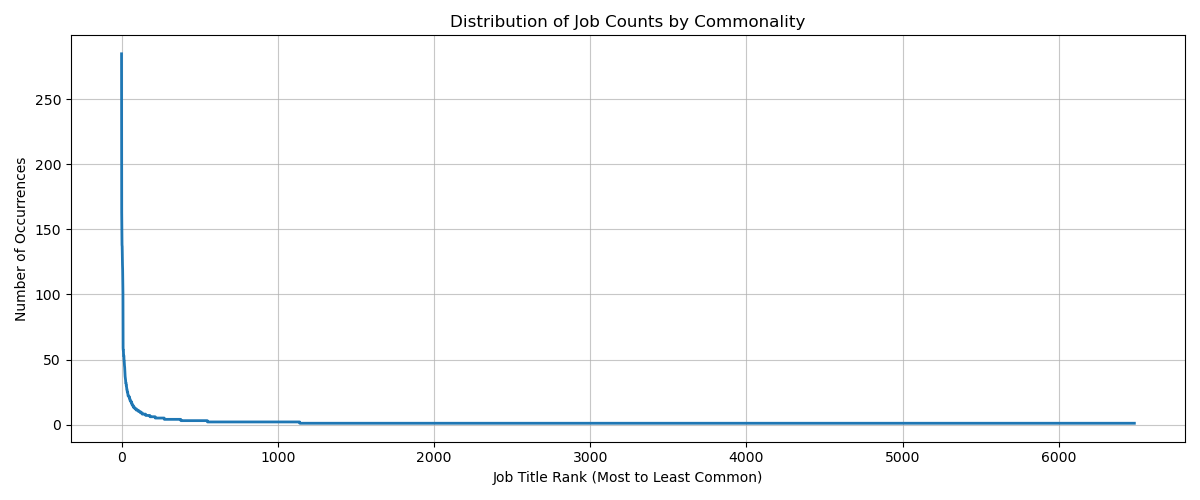 Distribution of Job Counts by Commonality
250
200
150
100
50
0
Number of Occurrences
0 1000 2000 3000 4000 5000 6000
Job Title Rank (Most to Least Common)